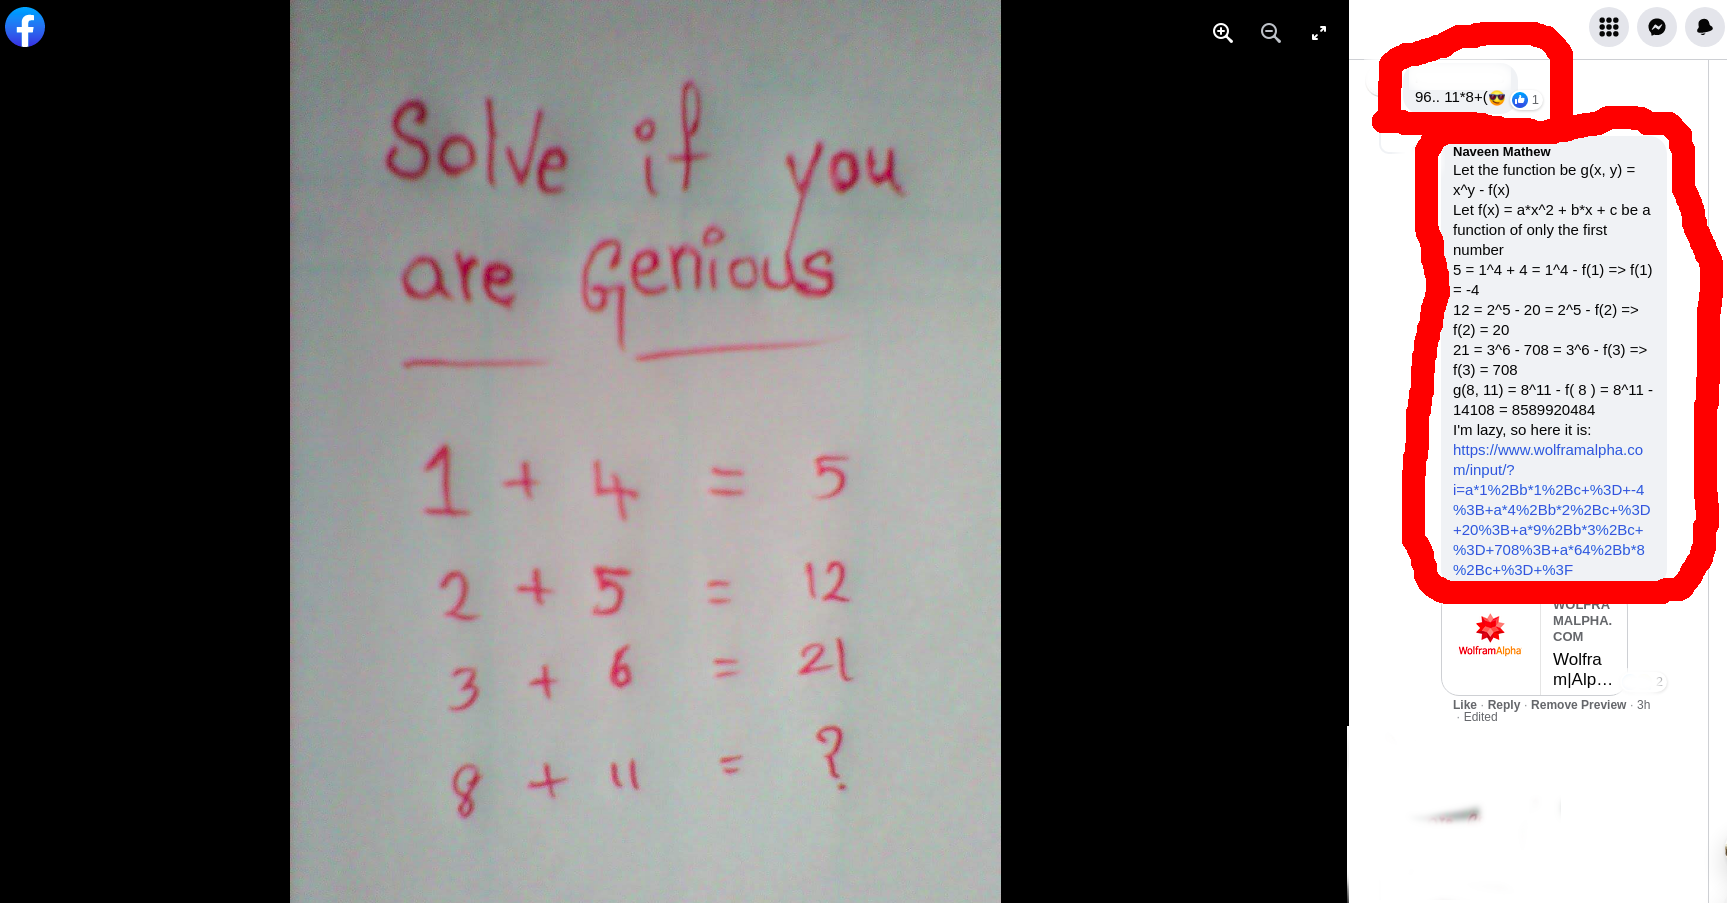 Solve if you
are Genious
1 + 4 = 5
2 + 5 = 12
3 + 6 = 21
8 + 11 = ?
96.. 11*8+(😎 1
Naveen Mathew
Let the function be g(x, y) =
x^y - f(x)
Let f(x) = a*x^2 + b*x + c be a
function of only the first
number
5 = 1^4 + 4 = 1^4 - f(1) => f(1)
= -4
12 = 2^5 - 20 = 2^5 - f(2) =>
f(2) = 20
21 = 3^6 - 708 = 3^6 - f(3) =>
f(3) = 708
g(8, 11) = 8^11 - f( 8 ) = 8^11 -
14108 = 8589920484
I'm lazy, so here it is:
https://www.wolframalpha.co
m/input/?
i=a*1%2Bb*1%2Bc+%3D+-4
%3B+a*4%2Bb*2%2Bc+%3D
+20%3B+a*9%2Bb*3%2Bc+
%3D+708%3B+a*64%2Bb*8
%2Bc+%3D+%3F
WolframAlpha
WOLFRA
MALPHA.
COM
Wolfra
m|Alp...
2
Like · Reply · Remove Preview · 3h
· Edited